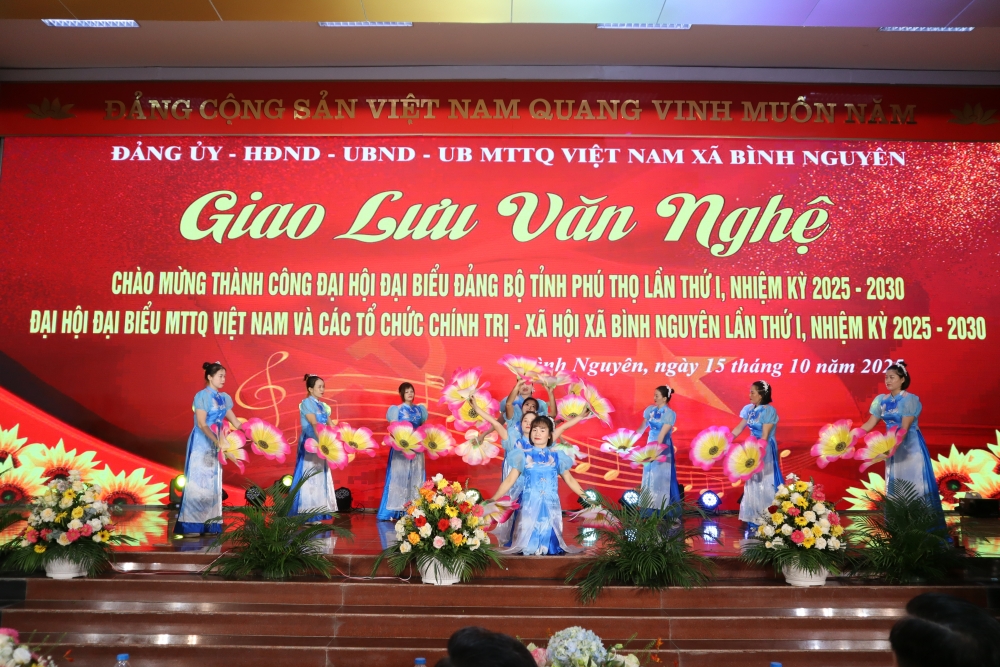 ĐẢNG CỘNG SẢN VIỆT NAM QUANG VINH MUÔN NĂM
ĐẢNG ỦY - HĐND - UBND - UB MTTQ VIỆT NAM XÃ BÌNH NGUYÊN
Giao Lưu Văn Nghệ
CHÀO MỪNG THÀNH CÔNG ĐẠI HỘI ĐẠI BIỂU ĐẢNG BỘ TỈNH PHÚ THỌ LẦN THỨ I, NHIỆM KỲ 2025 - 2030
ĐẠI HỘI ĐẠI BIỂU MTTQ VIỆT NAM VÀ CÁC TỔ CHỨC CHÍNH TRỊ - XÃ HỘI XÃ BÌNH NGUYÊN LẦN THỨ I, NHIỆM KỲ 2025 - 2030
Nguyên, ngày 15 tháng 10 năm 2025